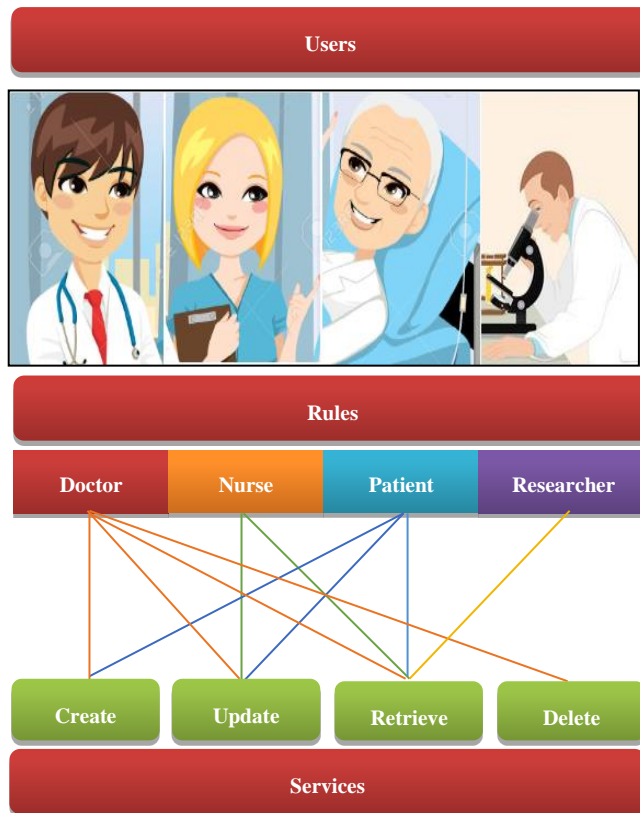 Users
Rules
Doctor Nurse Patient Researcher
Create Update Retrieve Delete
Services